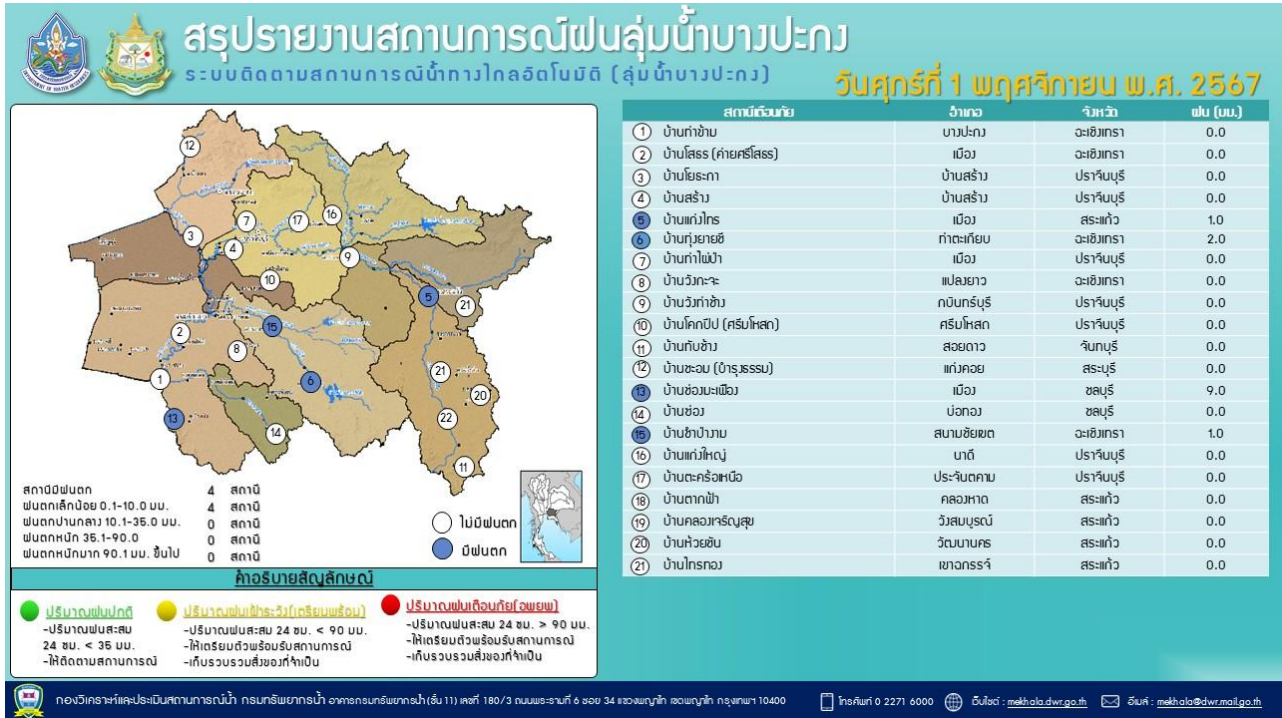 สรุปรายงานสถานการณ์ฝนลุ่มน้ำบางปะกง
ระบบติดตามสถานการณ์น้ำทางไกลอัตโนมัติ (ลุ่มน้ำบางปะกง)
วันศุกร์ที่ 1 พฤศจิกายน พ.ศ. 2567
12
7
17
16
3
4
9
10
5
21
15
2
8
1
6
21
20
13
22
14
11
สถานีมีฝนตก 4 สถานี
ฝนตกเล็กน้อย 0.1-10.0 มม. 4 สถานี
ฝนตกปานกลาง 10.1-35.0 มม. 0 สถานี
ฝนตกหนัก 35.1-90.0 0 สถานี
ฝนตกหนักมาก 90.1 มม. ขึ้นไป 0 สถานี
ไม่มีฝนตก
มีฝนตก
คำอธิบายสัญลักษณ์
ปริมาณฝนปกติ
-ปริมาณฝนสะสม
24 ชม. < 35 มม.
-ให้ติดตามสถานการณ์
ปริมาณฝนเฝ้าระวัง(เตรียมพร้อม)
-ปริมาณฝนสะสม 24 ชม. < 90 มม.
-ให้เตรียมตัวพร้อมรับสถานการณ์
-เก็บรวบรวมสิ่งของที่จำเป็น
ปริมาณฝนเตือนภัย(อพยพ)
-ปริมาณฝนสะสม 24 ชม. > 90 มม.
-ให้เตรียมตัวพร้อมรับสถานการณ์
-เก็บรวบรวมสิ่งของที่จำเป็น
สถานีเตือนภัย อำเภอ จังหวัด ฝน (มม.)
1 บ้านท่าข้าม บางปะกง ฉะเชิงเทรา 0.0
2 บ้านโสธร (ค่ายศรีโสธร) เมือง ฉะเชิงเทรา 0.0
3 บ้านโยธะกา บ้านสร้าง ปราจีนบุรี 0.0
4 บ้านสร้าง บ้านสร้าง ปราจีนบุรี 0.0
5 บ้านแก่งไทร เมือง สระแก้ว 1.0
6 บ้านทุ่งยายชี ท่าตะเกียบ ฉะเชิงเทรา 2.0
7 บ้านท่าไผ่ป่า เมือง ปราจีนบุรี 0.0
8 บ้านวังกะจะ แปลงยาว ฉะเชิงเทรา 0.0
9 บ้านวังท่าช้าง กบินทร์บุรี ปราจีนบุรี 0.0
10 บ้านโคกปีป (ศรีมโหสถ) ศรีมโหสถ ปราจีนบุรี 0.0
11 บ้านทับช้าง สอยดาว จันทบุรี 0.0
12 บ้านชะอม (บำรุงธรรม) แก่งคอย สระบุรี 0.0
13 บ้านช่องมะเฟือง เมือง ชลบุรี 9.0
14 บ้านช่อง บ่อทอง ชลบุรี 0.0
15 บ้านชำป่างาม สนามชัยเขต ฉะเชิงเทรา 1.0
16 บ้านแก่งใหญ่ นาดี ปราจีนบุรี 0.0
17 บ้านตะคร้อเหนือ ประจันตคาม ปราจีนบุรี 0.0
18 บ้านตากฟ้า คลองหาด สระแก้ว 0.0
19 บ้านคลองเจริญสุข วังสมบูรณ์ สระแก้ว 0.0
20 บ้านห้วยชัน วัฒนานคร สระแก้ว 0.0
21 บ้านไทรทอง เขาฉกรรจ์ สระแก้ว 0.0
กองวิเคราะห์และประเมินสถานการณ์น้ำ กรมทรัพยากรน้ำ อาคารกรมทรัพยากรน้ำ(ชั้น 11) เลขที่ 180/3 ถนนพระรามที่ 6 ซอย 34 แขวงพญาไท เขตพญาไท กรุงเทพฯ 10400 โทรศัพท์ 0 2271 6000 เว็บไซต์ : mekhala.dwr.go.th อีเมล์ : mekhala@dwr.mail.go.th